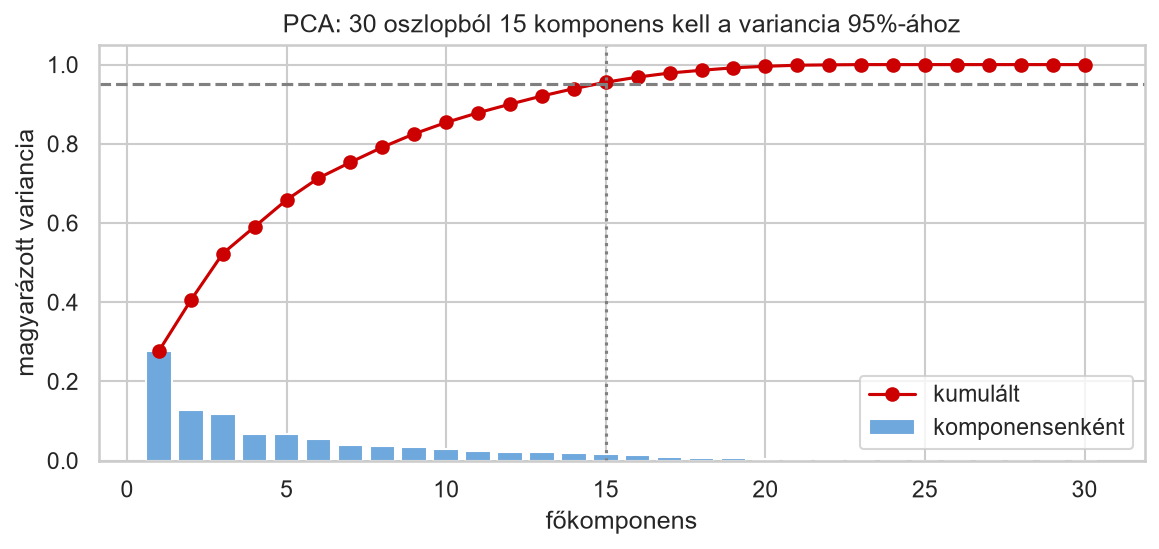 PCA: 30 oszlopból 15 komponens kell a variancia 95%-ához
magyarázott variancia
1.0
0.8
0.6
0.4
0.2
0.0
kumulált
komponensenként
0 5 10 15 20 25 30
főkomponens